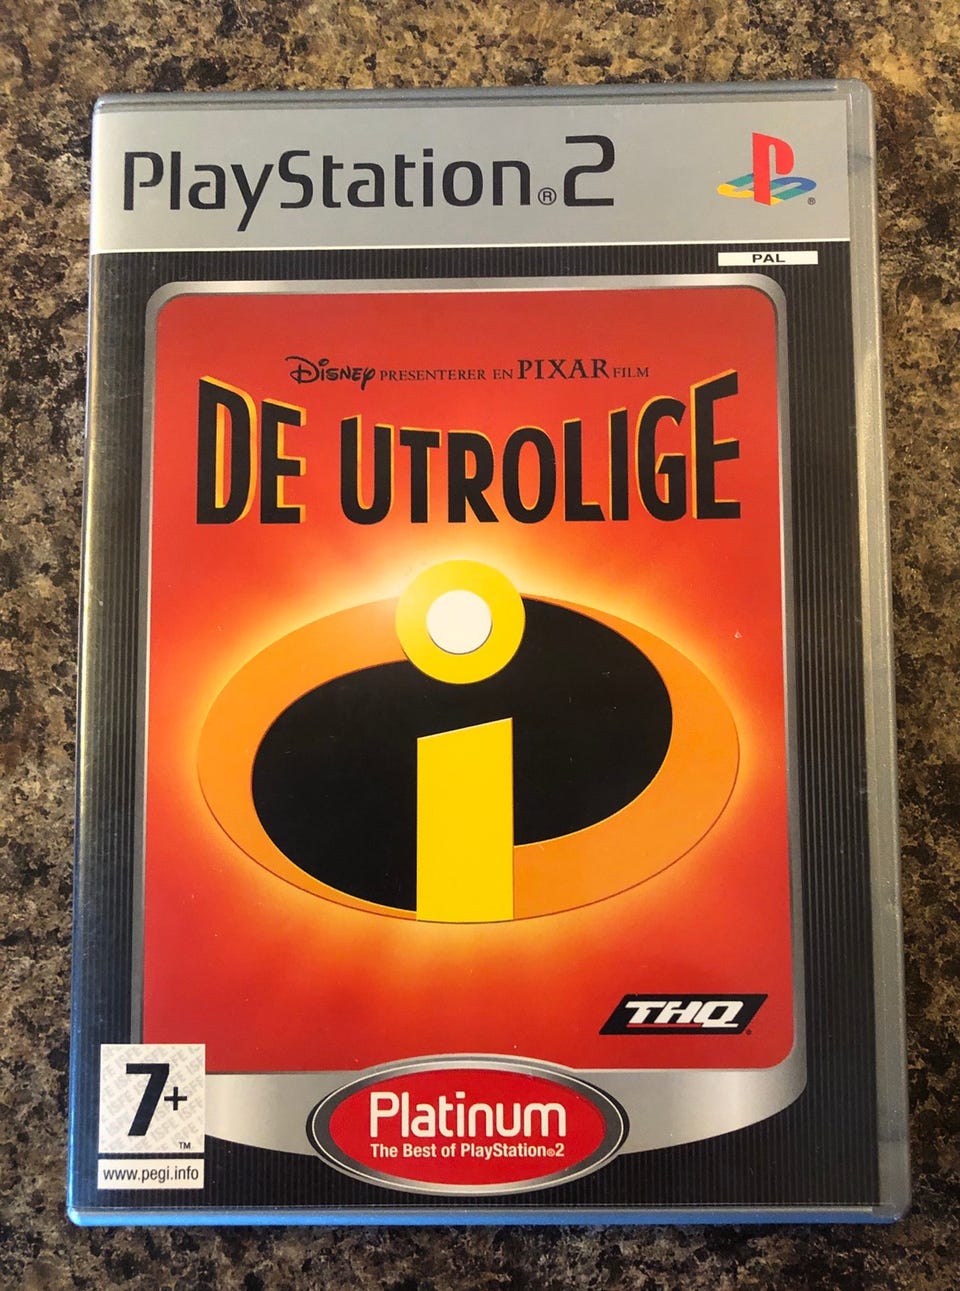 PlayStation®2
PAL
Disney PRESENTERER EN PIXAR FILM
DE UTROLIGE
THQ®
7+
TM
www.pegi.info
Platinum
The Best of PlayStation®2